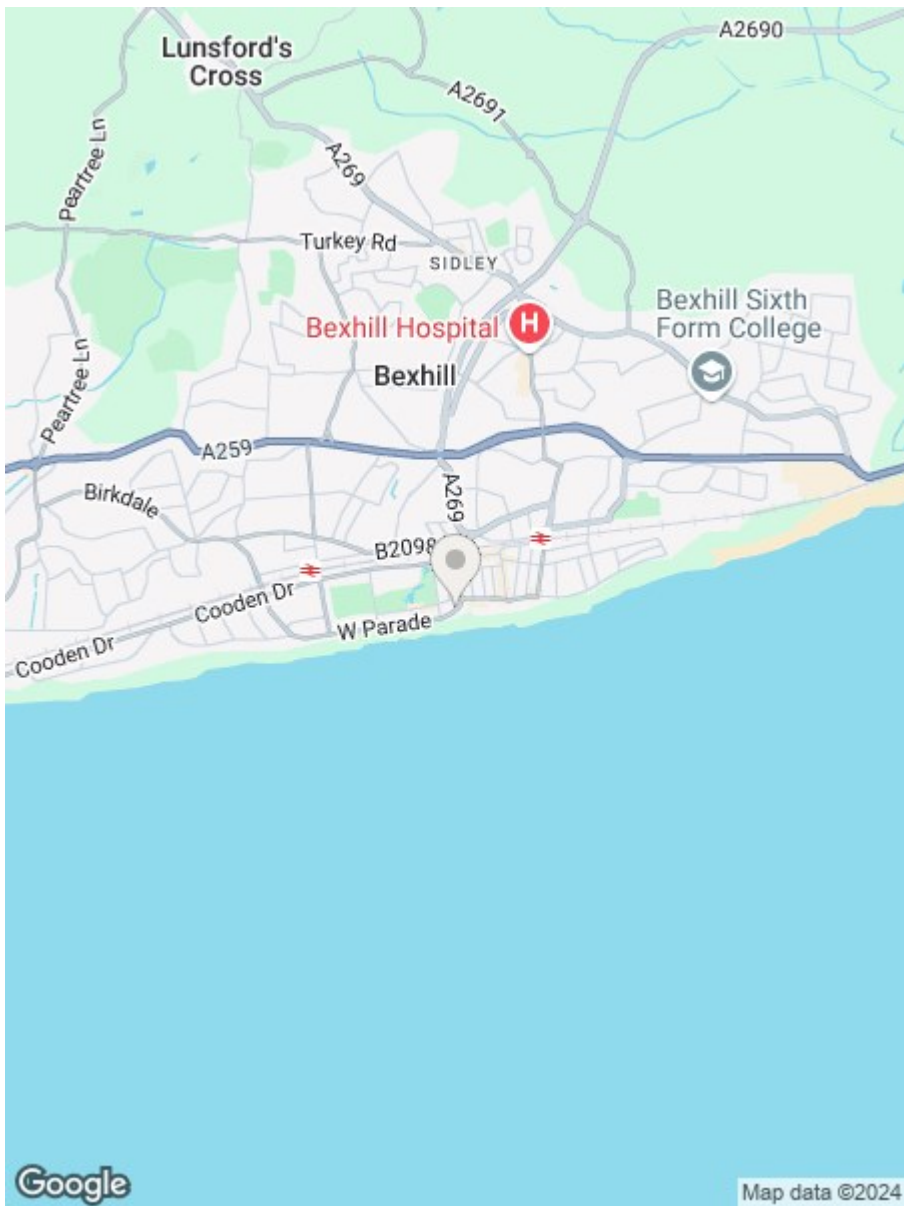 A2690
Lunsford's
Cross
A2691
Peartree Ln
A269
Turkey Rd
SIDLEY
Bexhill Sixth
Form College
H
Bexhill Hospital
Bexhill
Peartree Ln
A259
Birkdale
A269
B2098
Cooden Dr
W Parade
Cooden Dr
Google
Map data ©2024